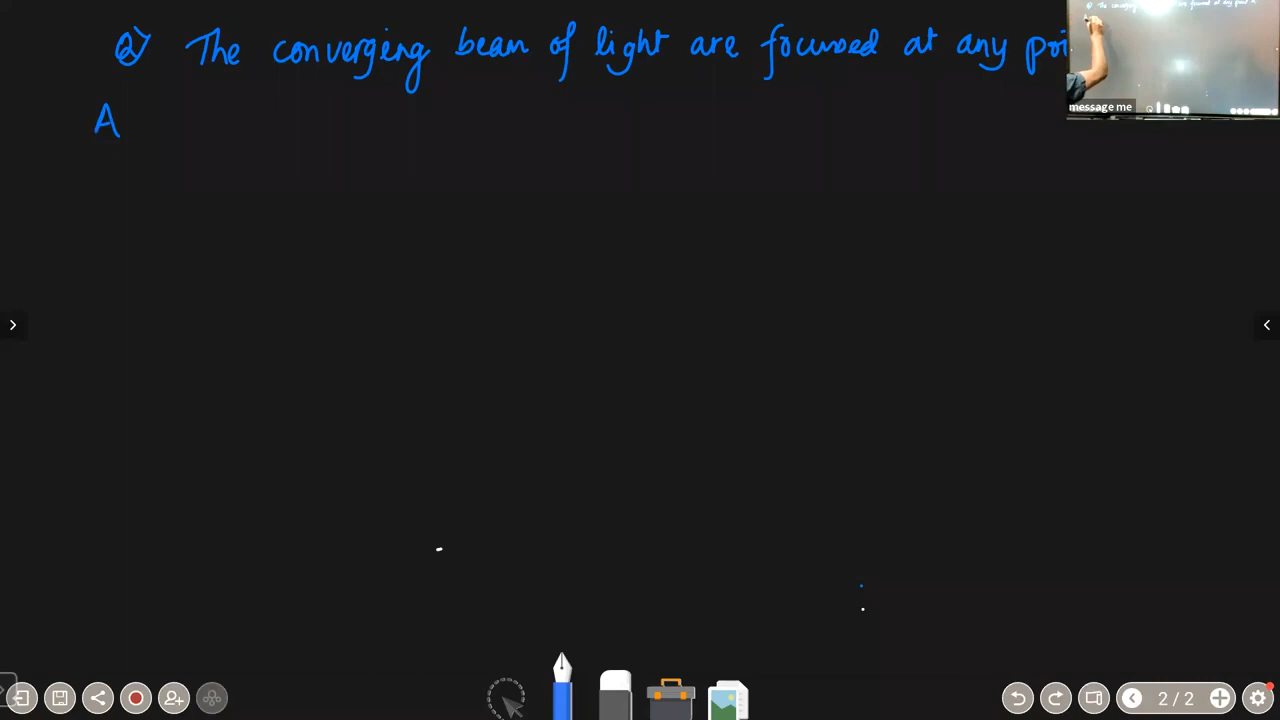 Q) The converging beam of light are focused at any poi
A
message me
2/2